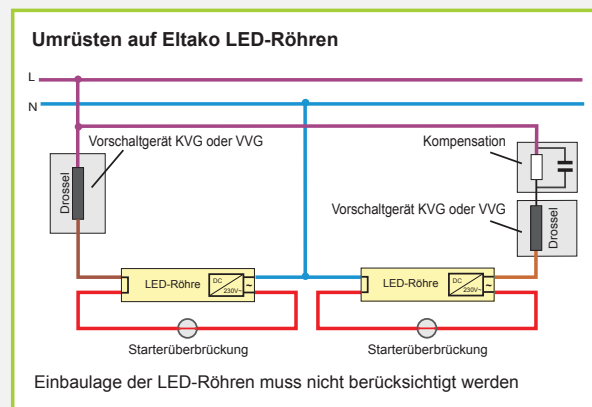 Umrüsten auf Eltako LED-Röhren
L
N
Vorschaltgerät KVG oder VVG
Kompensation
Drossel
Vorschaltgerät KVG oder VVG
Drossel
LED-Röhre
DC
230V~
~
LED-Röhre
DC
230V~
~
Starterüberbrückung
Starterüberbrückung
Einbaulage der LED-Röhren muss nicht berücksichtigt werden